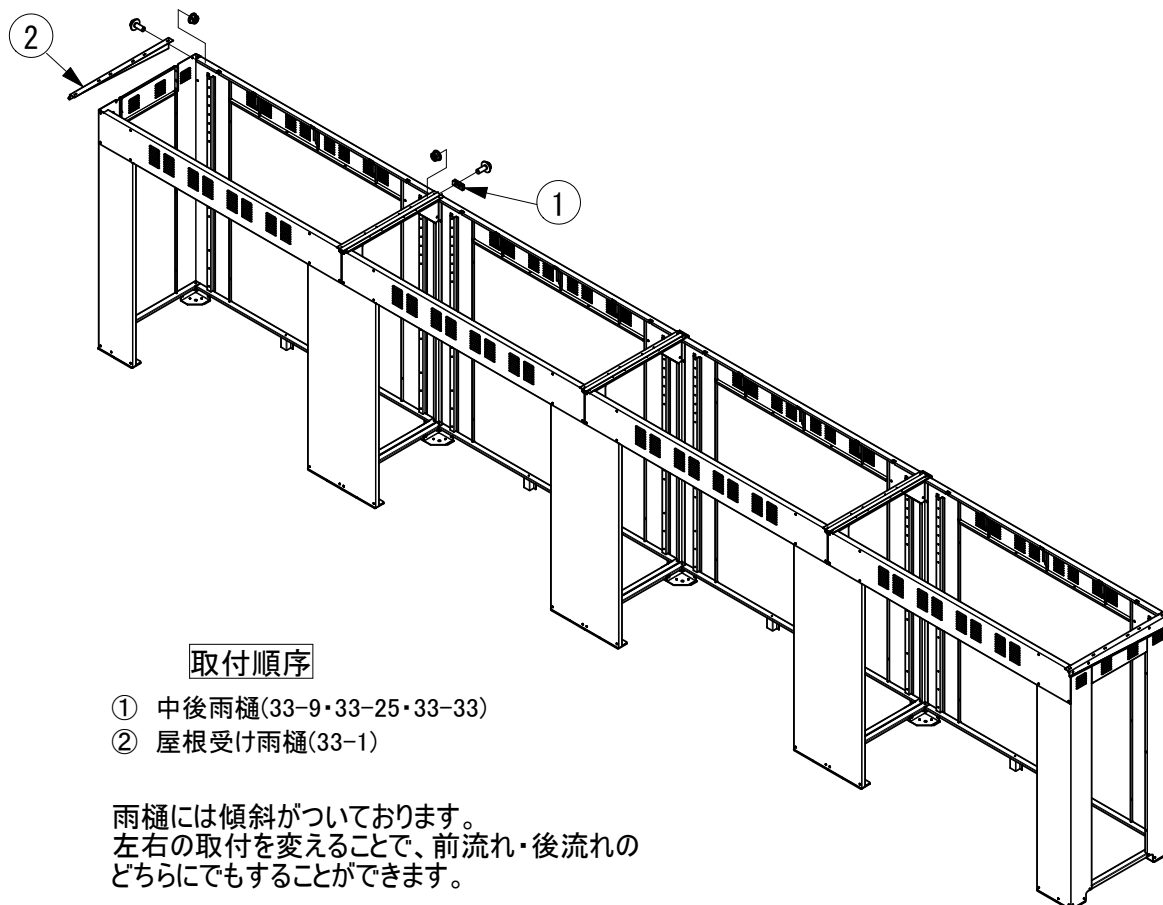 ②
①
取付順序
① 中後雨樋(33-9・33-25・33-33)
② 屋根受け雨樋(33-1)
雨樋には傾斜がついております。
左右の取付を変えることで、前流れ・後流れの
どちらにでもすることができます。